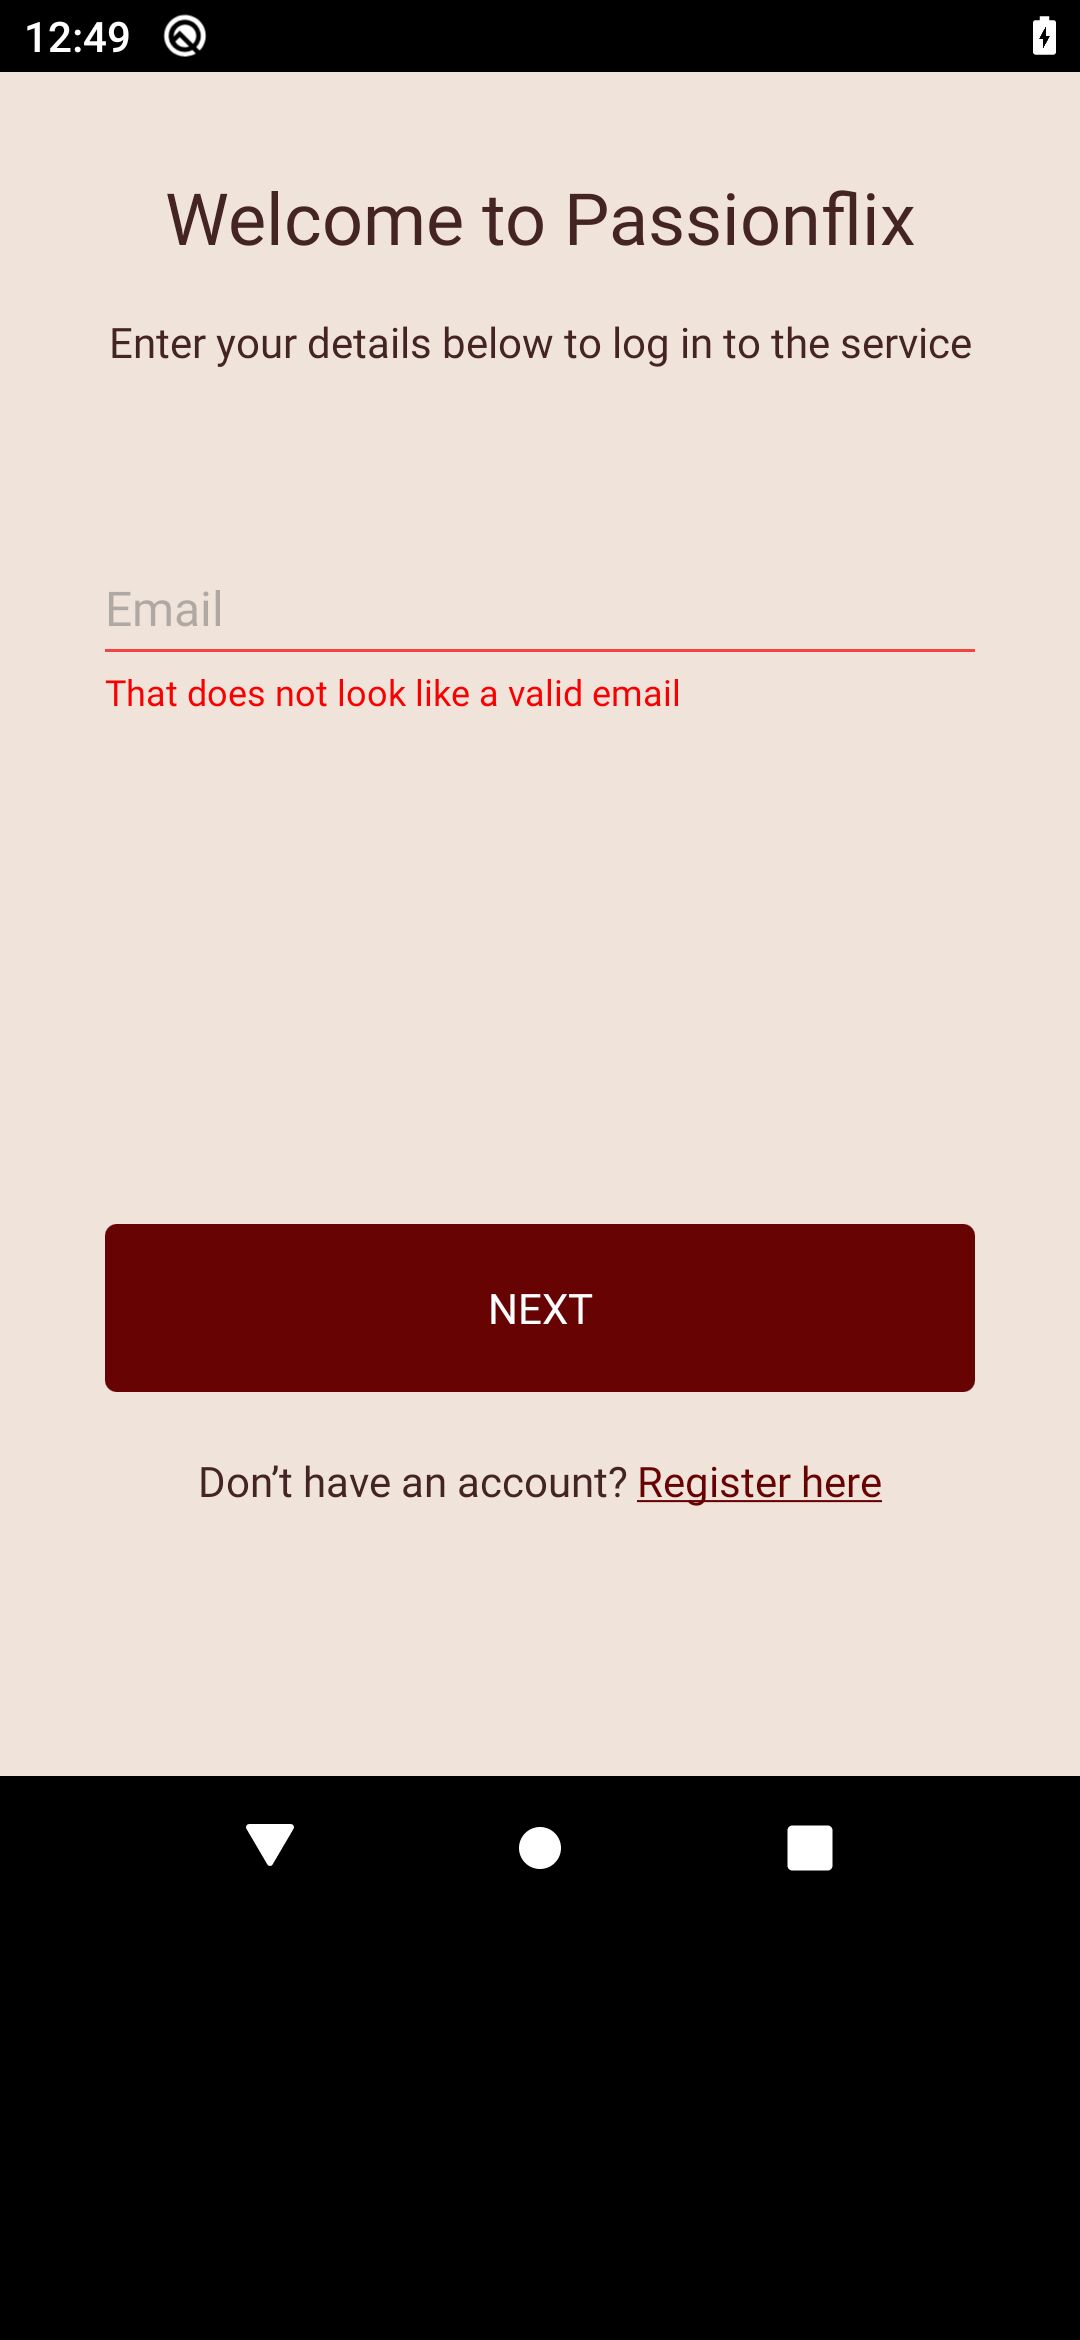 12:49
Welcome to Passionflix
Enter your details below to log in to the service
Email
That does not look like a valid email
NEXT
Don’t have an account? Register here